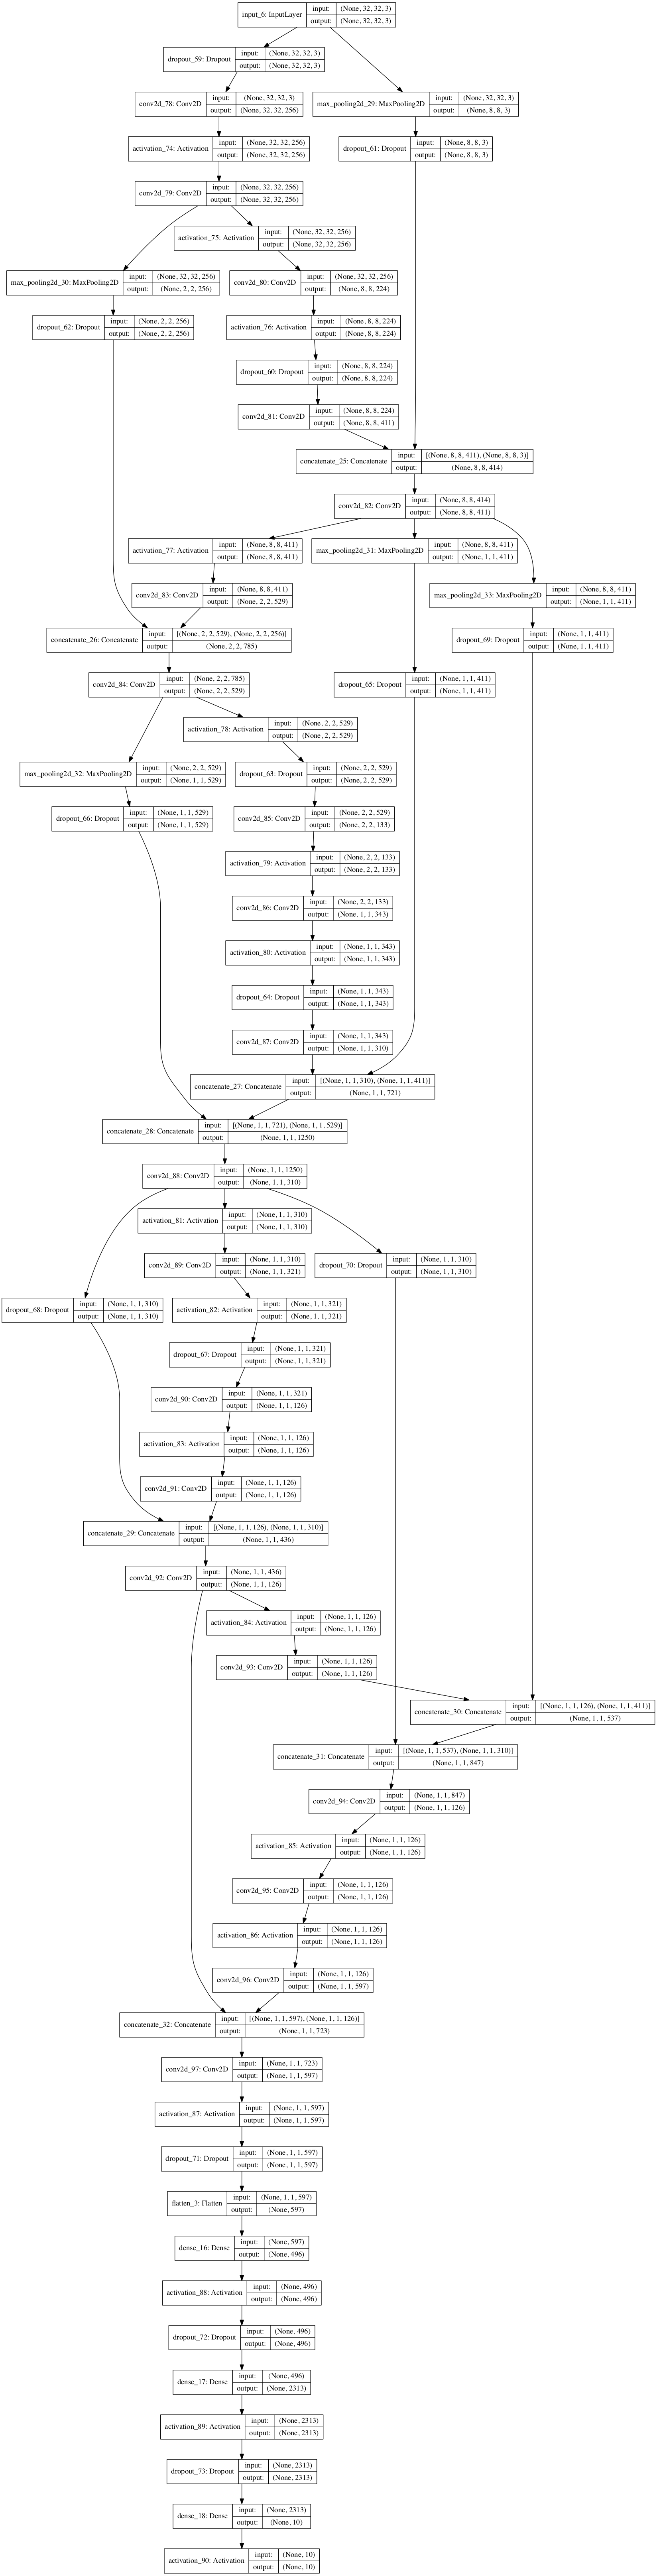 input_6: InputLayer
input: (None, 32, 32, 3)
output: (None, 32, 32, 3)
dropout_59: Dropout
input: (None, 32, 32, 3)
output: (None, 32, 32, 3)
conv2d_78: Conv2D
input: (None, 32, 32, 3)
output: (None, 32, 32, 256)
max_pooling2d_29: MaxPooling2D
input: (None, 32, 32, 3)
output: (None, 8, 8, 3)
activation_74: Activation
input: (None, 32, 32, 256)
output: (None, 32, 32, 256)
dropout_61: Dropout
input: (None, 8, 8, 3)
output: (None, 8, 8, 3)
conv2d_79: Conv2D
input: (None, 32, 32, 256)
output: (None, 32, 32, 256)
activation_75: Activation
input: (None, 32, 32, 256)
output: (None, 32, 32, 256)
max_pooling2d_30: MaxPooling2D
input: (None, 32, 32, 256)
output: (None, 2, 2, 256)
conv2d_80: Conv2D
input: (None, 32, 32, 256)
output: (None, 8, 8, 224)
dropout_62: Dropout
input: (None, 2, 2, 256)
output: (None, 2, 2, 256)
activation_76: Activation
input: (None, 8, 8, 224)
output: (None, 8, 8, 224)
dropout_60: Dropout
input: (None, 8, 8, 224)
output: (None, 8, 8, 224)
conv2d_81: Conv2D
input: (None, 8, 8, 224)
output: (None, 8, 8, 411)
concatenate_25: Concatenate
input: [(None, 8, 8, 411), (None, 8, 8, 3)]
output: (None, 8, 8, 414)
conv2d_82: Conv2D
input: (None, 8, 8, 414)
output: (None, 8, 8, 411)
activation_77: Activation
input: (None, 8, 8, 411)
output: (None, 8, 8, 411)
max_pooling2d_31: MaxPooling2D
input: (None, 8, 8, 411)
output: (None, 1, 1, 411)
conv2d_83: Conv2D
input: (None, 8, 8, 411)
output: (None, 2, 2, 529)
max_pooling2d_33: MaxPooling2D
input: (None, 8, 8, 411)
output: (None, 1, 1, 411)
concatenate_26: Concatenate
input: [(None, 2, 2, 529), (None, 2, 2, 256)]
output: (None, 2, 2, 785)
dropout_69: Dropout
input: (None, 1, 1, 411)
output: (None, 1, 1, 411)
conv2d_84: Conv2D
input: (None, 2, 2, 785)
output: (None, 2, 2, 529)
dropout_65: Dropout
input: (None, 1, 1, 411)
output: (None, 1, 1, 411)
activation_78: Activation
input: (None, 2, 2, 529)
output: (None, 2, 2, 529)
max_pooling2d_32: MaxPooling2D
input: (None, 2, 2, 529)
output: (None, 1, 1, 529)
dropout_63: Dropout
input: (None, 2, 2, 529)
output: (None, 2, 2, 529)
dropout_66: Dropout
input: (None, 1, 1, 529)
output: (None, 1, 1, 529)
conv2d_85: Conv2D
input: (None, 2, 2, 529)
output: (None, 2, 2, 133)
activation_79: Activation
input: (None, 2, 2, 133)
output: (None, 2, 2, 133)
conv2d_86: Conv2D
input: (None, 2, 2, 133)
output: (None, 1, 1, 343)
activation_80: Activation
input: (None, 1, 1, 343)
output: (None, 1, 1, 343)
dropout_64: Dropout
input: (None, 1, 1, 343)
output: (None, 1, 1, 343)
conv2d_87: Conv2D
input: (None, 1, 1, 343)
output: (None, 1, 1, 310)
concatenate_27: Concatenate
input: [(None, 1, 1, 310), (None, 1, 1, 411)]
output: (None, 1, 1, 721)
concatenate_28: Concatenate
input: [(None, 1, 1, 721), (None, 1, 1, 529)]
output: (None, 1, 1, 1250)
conv2d_88: Conv2D
input: (None, 1, 1, 1250)
output: (None, 1, 1, 310)
activation_81: Activation
input: (None, 1, 1, 310)
output: (None, 1, 1, 310)
conv2d_89: Conv2D
input: (None, 1, 1, 310)
output: (None, 1, 1, 321)
dropout_70: Dropout
input: (None, 1, 1, 310)
output: (None, 1, 1, 310)
dropout_68: Dropout
input: (None, 1, 1, 310)
output: (None, 1, 1, 310)
activation_82: Activation
input: (None, 1, 1, 321)
output: (None, 1, 1, 321)
dropout_67: Dropout
input: (None, 1, 1, 321)
output: (None, 1, 1, 321)
conv2d_90: Conv2D
input: (None, 1, 1, 321)
output: (None, 1, 1, 126)
activation_83: Activation
input: (None, 1, 1, 126)
output: (None, 1, 1, 126)
conv2d_91: Conv2D
input: (None, 1, 1, 126)
output: (None, 1, 1, 126)
concatenate_29: Concatenate
input: [(None, 1, 1, 126), (None, 1, 1, 310)]
output: (None, 1, 1, 436)
conv2d_92: Conv2D
input: (None, 1, 1, 436)
output: (None, 1, 1, 126)
activation_84: Activation
input: (None, 1, 1, 126)
output: (None, 1, 1, 126)
conv2d_93: Conv2D
input: (None, 1, 1, 126)
output: (None, 1, 1, 126)
concatenate_30: Concatenate
input: [(None, 1, 1, 126), (None, 1, 1, 411)]
output: (None, 1, 1, 537)
concatenate_31: Concatenate
input: [(None, 1, 1, 537), (None, 1, 1, 310)]
output: (None, 1, 1, 847)
conv2d_94: Conv2D
input: (None, 1, 1, 847)
output: (None, 1, 1, 126)
activation_85: Activation
input: (None, 1, 1, 126)
output: (None, 1, 1, 126)
conv2d_95: Conv2D
input: (None, 1, 1, 126)
output: (None, 1, 1, 126)
activation_86: Activation
input: (None, 1, 1, 126)
output: (None, 1, 1, 126)
conv2d_96: Conv2D
input: (None, 1, 1, 126)
output: (None, 1, 1, 597)
concatenate_32: Concatenate
input: [(None, 1, 1, 597), (None, 1, 1, 126)]
output: (None, 1, 1, 723)
conv2d_97: Conv2D
input: (None, 1, 1, 723)
output: (None, 1, 1, 597)
activation_87: Activation
input: (None, 1, 1, 597)
output: (None, 1, 1, 597)
dropout_71: Dropout
input: (None, 1, 1, 597)
output: (None, 1, 1, 597)
flatten_3: Flatten
input: (None, 1, 1, 597)
output: (None, 597)
dense_16: Dense
input: (None, 597)
output: (None, 496)
activation_88: Activation
input: (None, 496)
output: (None, 496)
dropout_72: Dropout
input: (None, 496)
output: (None, 496)
dense_17: Dense
input: (None, 496)
output: (None, 2313)
activation_89: Activation
input: (None, 2313)
output: (None, 2313)
dropout_73: Dropout
input: (None, 2313)
output: (None, 2313)
dense_18: Dense
input: (None, 2313)
output: (None, 10)
activation_90: Activation
input: (None, 10)
output: (None, 10)